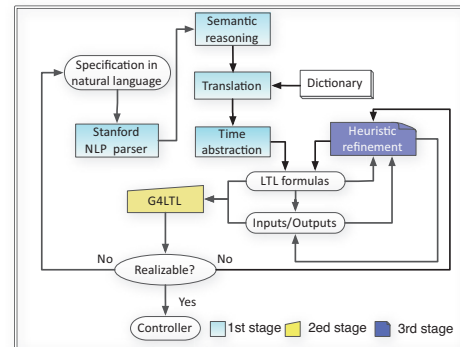 Semantic
reasoning
Specification in
natural language
Translation
Dictionary
Stanford
NLP parser
Time
abstraction
Heuristic
refinement
LTL formulas
G4LTL
Inputs/Outputs
No
Realizable?
No
Yes
Controller
1st stage
2ed stage
3rd stage